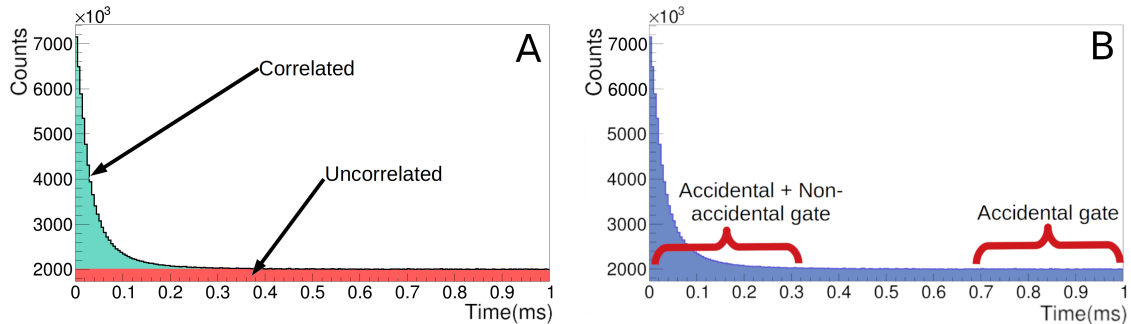 ×10³
Counts
7000
6000
5000
4000
3000
2000
A
Correlated
Uncorrelated
0 0.1 0.2 0.3 0.4 0.5 0.6 0.7 0.8 0.9 1
Time(ms)
×10³
Counts
7000
6000
5000
4000
3000
2000
B
Accidental + Non-
accidental gate
Accidental gate
0 0.1 0.2 0.3 0.4 0.5 0.6 0.7 0.8 0.9 1
Time(ms)